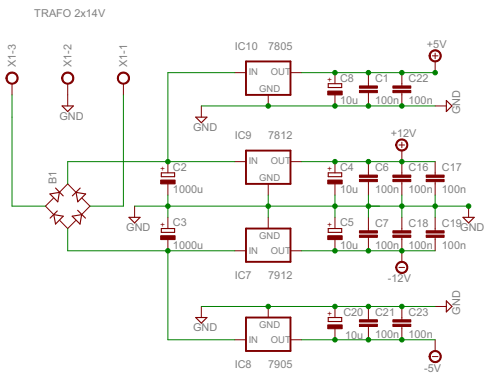 TRAFO 2x14V
X1-3
X1-2
X1-1
GND
IC10 7805
IN OUT
GND
C8
10u
C1
100n
C22
100n
+5V
GND
GND
IC9 7812
IN OUT
GND
B1
C2
1000u
C4
10u
C6
100n
C16
100n
C17
100n
+12V
GND
GND
C3
1000u
GND
IN OUT
IC7 7912
C5
10u
C7
100n
C18
100n
C19
100n
-12V
GND
GND
IN OUT
IC8 7905
C20
10u
C21
100n
C23
100n
GND
-5V